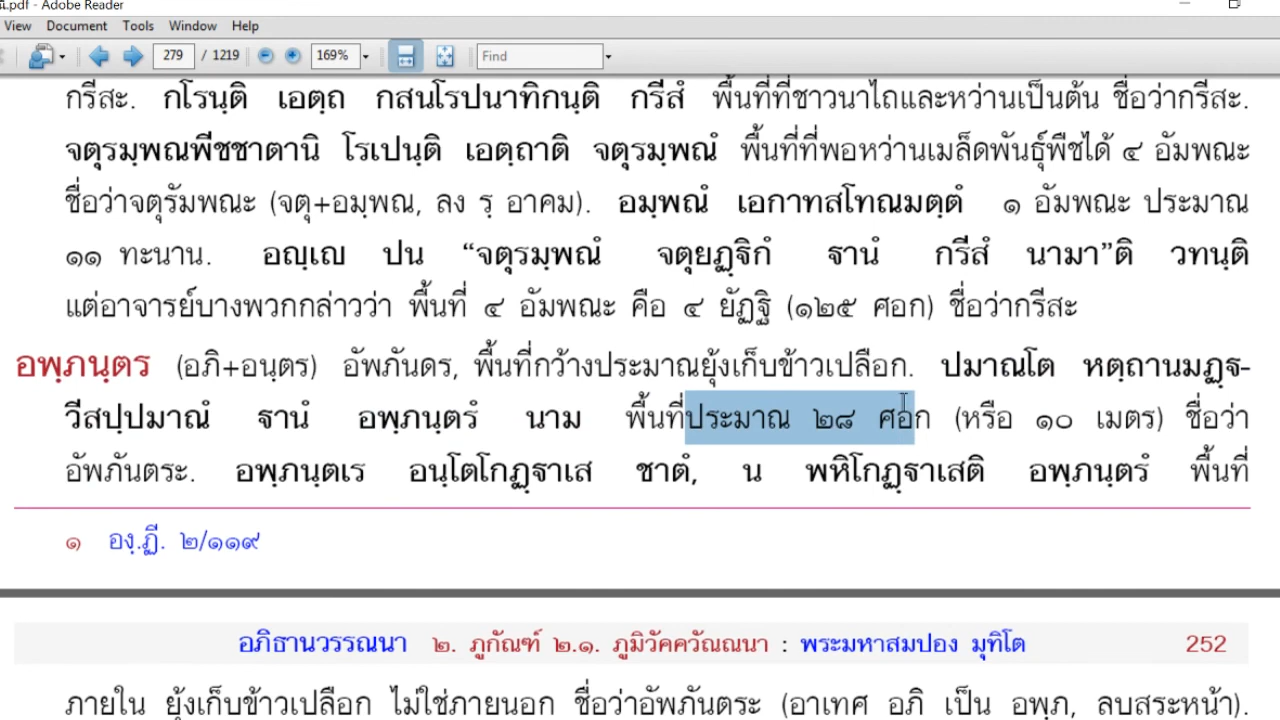 .pdf - Adobe Reader
View Document Tools Window Help
279 / 1219 169% Find
กรีสะ. กโรนฺติ เอตฺถ กสนโรปนาทิกนฺติ กรีสํ พื้นที่ที่ชาวนาไถและหว่านเป็นต้น ชื่อว่ากรีสะ.
จตุรมฺพณพีชชาตานิ โรเปนฺติ เอตฺถาติ จตุรมฺพณํ พื้นที่ที่พอหว่านเมล็ดพันธุ์พืชได้ ๔ อัมพณะ
ชื่อว่าจตุรัมพณะ (จตุ+อมฺพณ, ลง รฺ อาคม). อมฺพณํ เอกาทสโทณมตฺตํ ๑ อัมพณะ ประมาณ
๑๑ ทะนาน. อญฺเญ ปน “จตุรมฺพณํ จตุยฏฺฐิกํ ฐานํ กรีสํ นามา”ติ วทนฺติ
แต่อาจารย์บางพวกกล่าวว่า พื้นที่ ๔ อัมพณะ คือ ๔ ยัฏฐิ (๑๒๕ ศอก) ชื่อว่ากรีสะ
อพฺภนฺตร (อภิ+อนฺตร) อัพภันดร, พื้นที่กว้างประมาณยุ้งเก็บข้าวเปลือก. ปมาณโต หตฺถานมฏฺฐ-
วีสปฺปมาณํ ฐานํ อพฺภนฺตรํ นาม พื้นที่ประมาณ ๒๘ ศอก (หรือ ๑๐ เมตร) ชื่อว่า
อัพภันตระ. อพฺภนฺตเร อนฺโตโกฏฺฐาเส ชาตํ, น พหิโกฏฺฐาเสติ อพฺภนฺตรํ พื้นที่
๑ องฺ.ฏี. ๒/๑๑๙
อภิธานวรรณนา ๒. ภูกัณฑ์ ๒.๑. ภูมิวัคควัณณนา : พระมหาสมปอง มุทิโต 252
ภายใน ยุ้งเก็บข้าวเปลือก ไม่ใช่ภายนอก ชื่อว่าอัพภันตระ (อาเทศ อภิ เป็น อพฺภ, ลบสระหน้า).